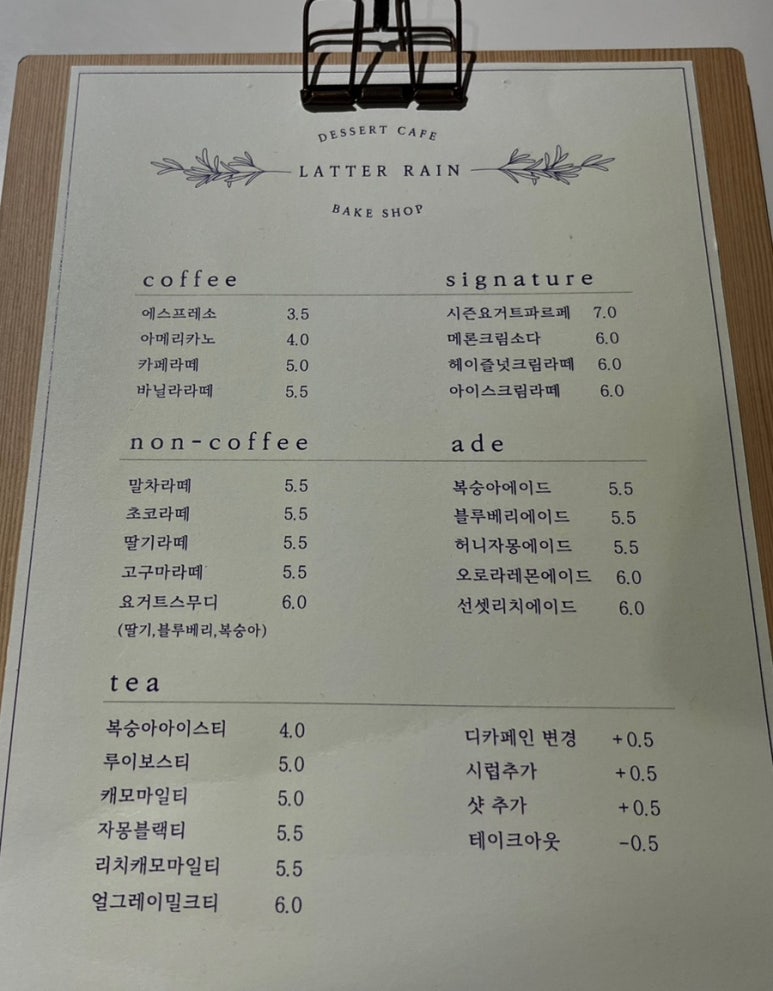 DESSERT CAFE
LATTER RAIN
BAKE SHOP
coffee
에스프레소 3.5
아메리카노 4.0
카페라떼 5.0
바닐라라떼 5.5
signature
시즌요거트파르페 7.0
메론크림소다 6.0
헤이즐넛크림라떼 6.0
아이스크림라떼 6.0
non-coffee
말차라떼 5.5
초코라떼 5.5
딸기라떼 5.5
고구마라떼 5.5
요거트스무디 6.0
(딸기,블루베리,복숭아)
ade
복숭아에이드 5.5
블루베리에이드 5.5
허니자몽에이드 5.5
오로라레몬에이드 6.0
선셋리치에이드 6.0
tea
복숭아아이스티 4.0
루이보스티 5.0
캐모마일티 5.0
자몽블랙티 5.5
리치캐모마일티 5.5
얼그레이밀크티 6.0
디카페인 변경 +0.5
시럽추가 +0.5
샷 추가 +0.5
테이크아웃 -0.5